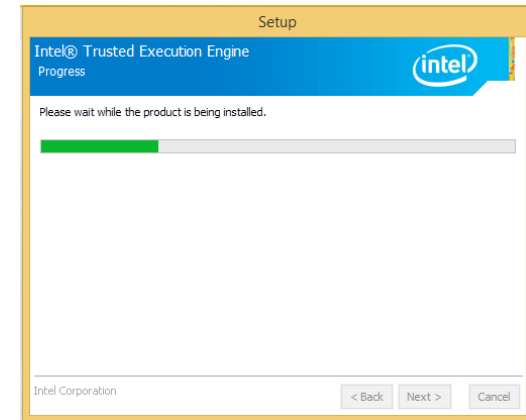 Setup
Intel® Trusted Execution Engine
Progress
intel
Please wait while the product is being installed.
Intel Corporation
< Back Next > Cancel